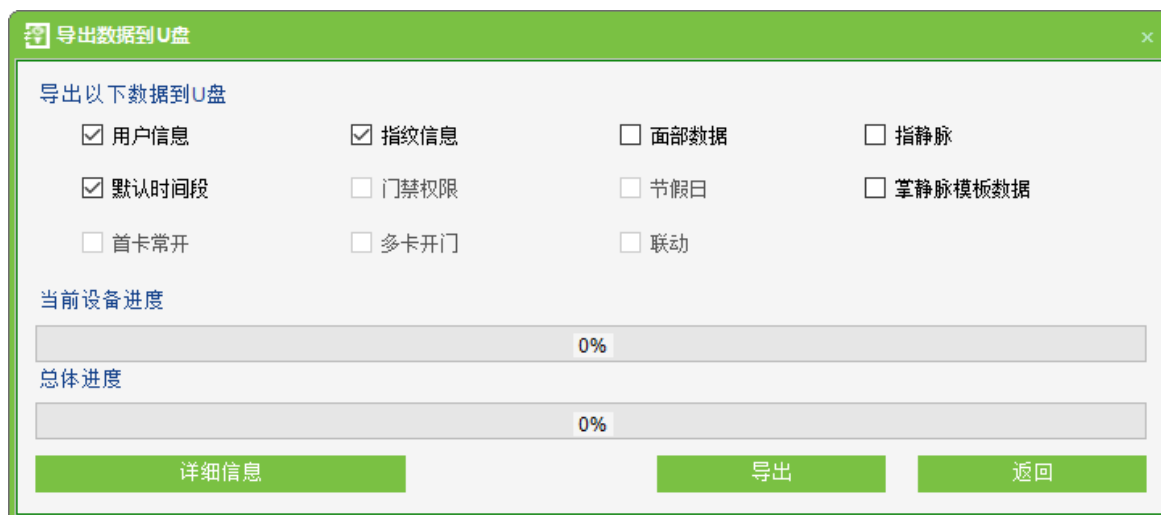 导出数据到U盘 ×
导出以下数据到U盘
用户信息 指纹信息 面部数据 指静脉
默认时间段 门禁权限 节假日 掌静脉模板数据
首卡常开 多卡开门 联动
当前设备进度
0%
总体进度
0%
详细信息 导出 返回